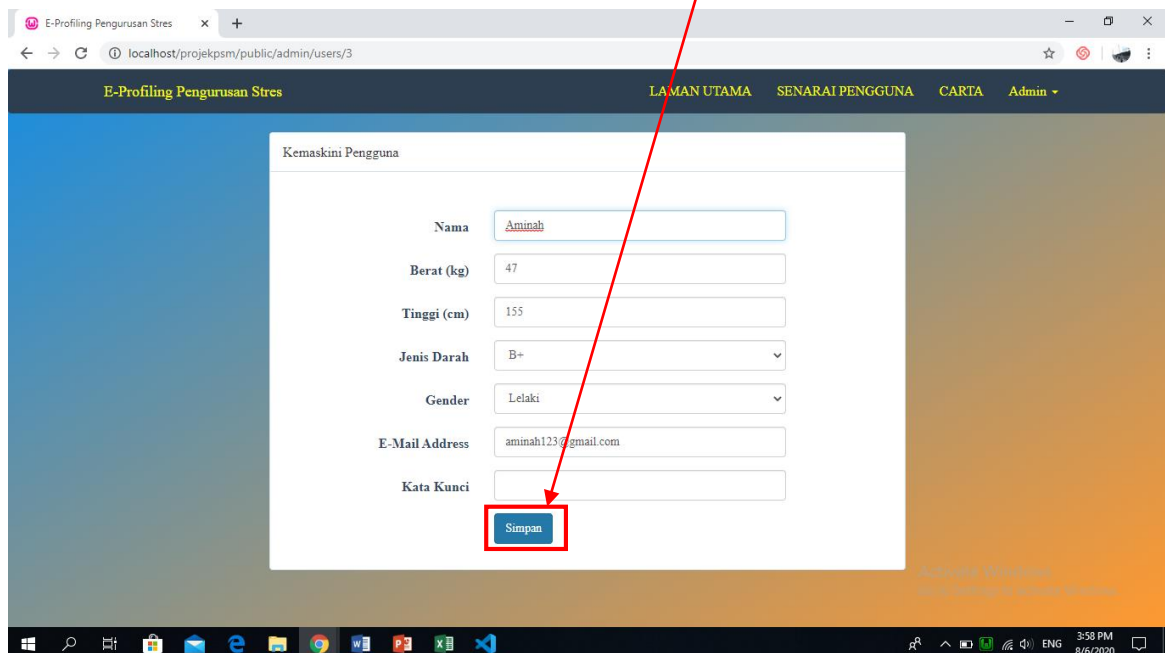 E-Profiling Pengurusan Stres
localhost/projekpsm/public/admin/users/3
E-Profiling Pengurusan Stres LAMAN UTAMA SENARAI PENGGUNA CARTA Admin
Kemaskini Pengguna
Nama Aminah
Berat (kg) 47
Tinggi (cm) 155
Jenis Darah B+
Gender Lelaki
E-Mail Address aminah123@gmail.com
Kata Kunci
Simpan
ENG 3:58 PM
8/6/2020